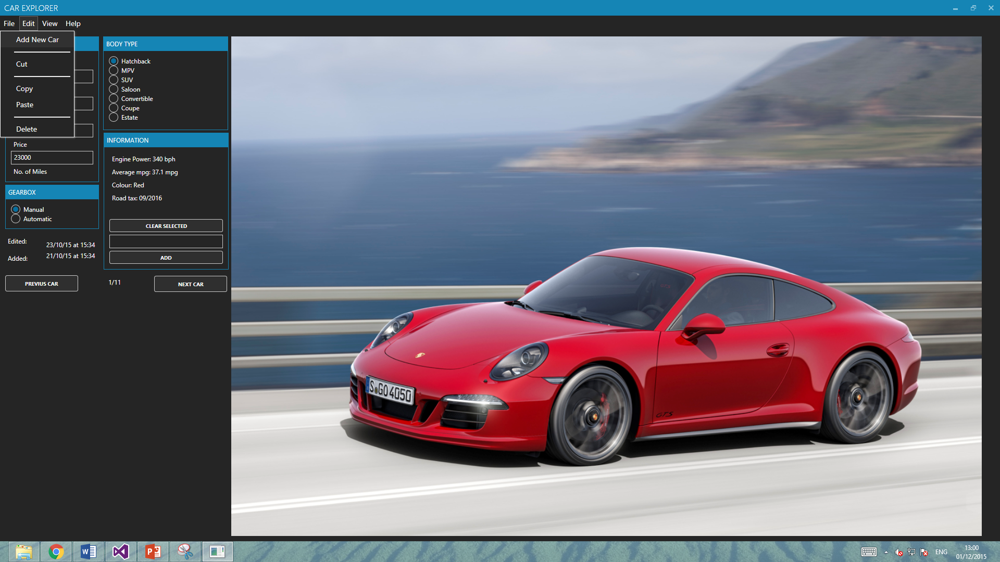 CAR EXPLORER
File Edit View Help
Add New Car
Cut
Copy
Paste
Delete
Price
23000
No. of Miles
GEARBOX
Manual
Automatic
Edited: 23/10/15 at 15:34
Added: 21/10/15 at 15:34
PREVIUS CAR
BODY TYPE
Hatchback
MPV
SUV
Saloon
Convertible
Coupe
Estate
INFORMATION
Engine Power: 340 bph
Average mpg: 37.1 mpg
Colour: Red
Road tax: 09/2016
CLEAR SELECTED
ADD
1/11
NEXT CAR
S GO 4050
GTS
ENG
13:00
01/12/2015